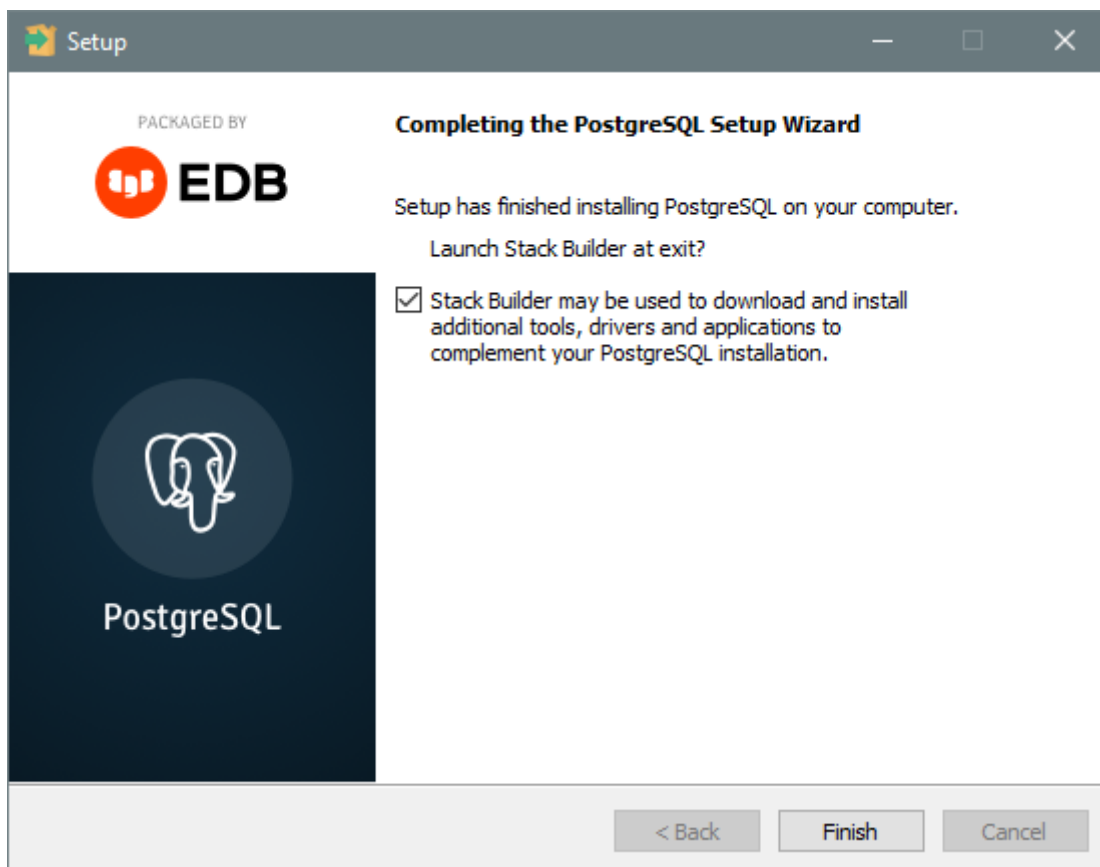 Setup
PACKAGED BY
EDB
PostgreSQL
Completing the PostgreSQL Setup Wizard
Setup has finished installing PostgreSQL on your computer.
Launch Stack Builder at exit?
Stack Builder may be used to download and install
additional tools, drivers and applications to
complement your PostgreSQL installation.
< Back
Finish
Cancel